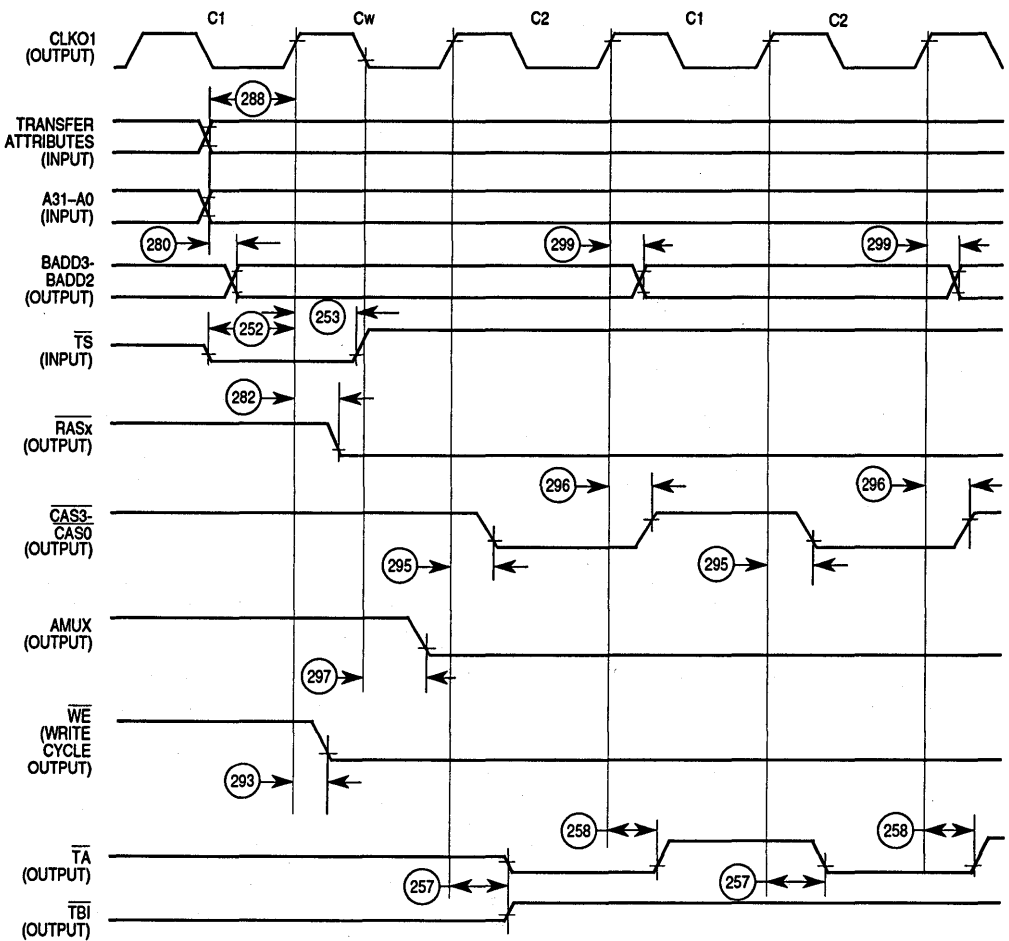 C1 Cw C2 C1 C2
CLKO1
(OUTPUT)
288
TRANSFER
ATTRIBUTES
(INPUT)
A31–A0
(INPUT)
280 299 299
BADD3-
BADD2
(OUTPUT)
252 253
TS
(INPUT)
282
RASx
(OUTPUT)
296 296
CAS3-
CAS0
(OUTPUT)
295 295
AMUX
(OUTPUT)
297
WE
(WRITE
CYCLE
OUTPUT)
293
258 258
TA
(OUTPUT)
257 257
TBI
(OUTPUT)